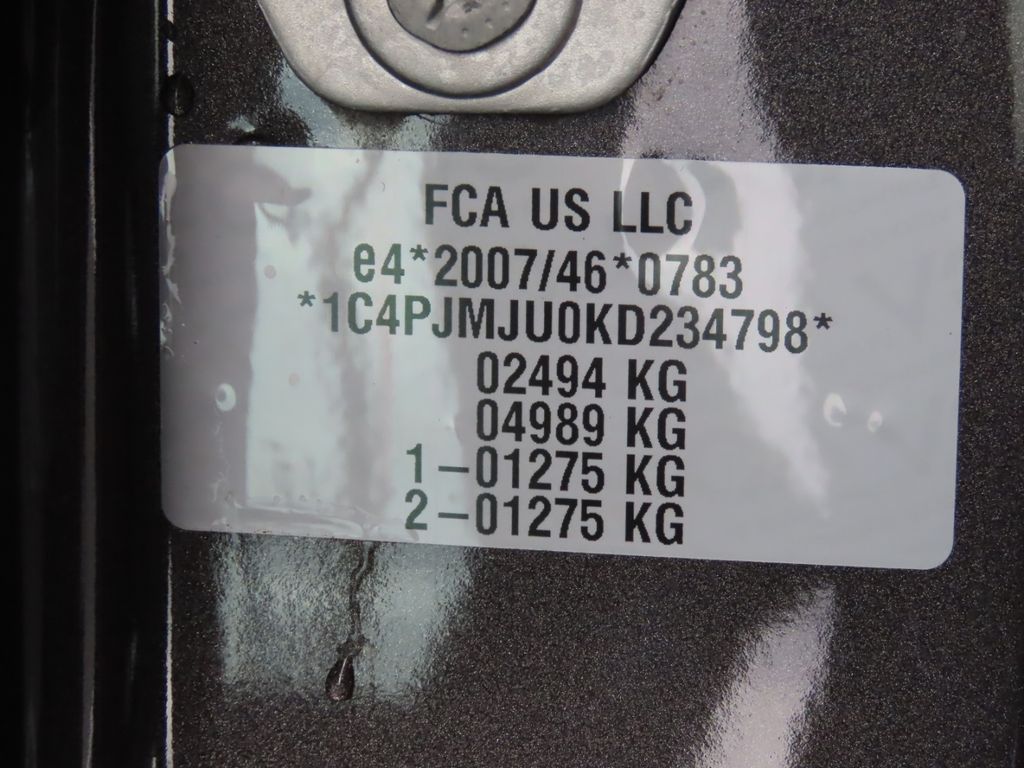 FCA US LLC
e4*2007/46*0783
*1C4PJMJU0KD234798*
02494 KG
04989 KG
1-01275 KG
2-01275 KG